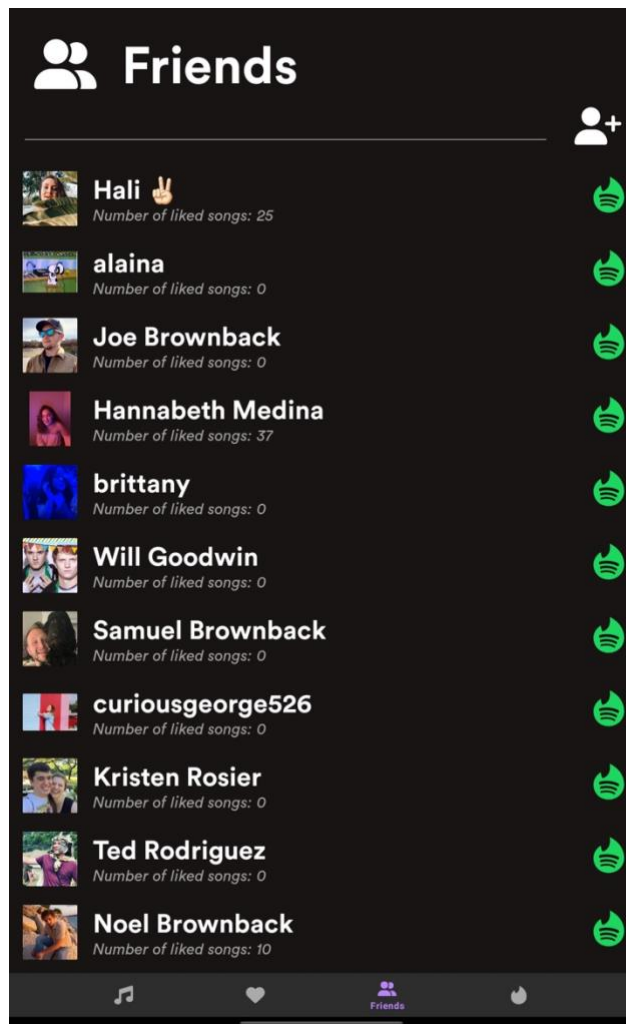 Friends
Hali ✌🏻
Number of liked songs: 25
alaina
Number of liked songs: 0
Joe Brownback
Number of liked songs: 0
Hannabeth Medina
Number of liked songs: 37
brittany
Number of liked songs: 0
Will Goodwin
Number of liked songs: 0
Samuel Brownback
Number of liked songs: 0
curiousgeorge526
Number of liked songs: 0
Kristen Rosier
Number of liked songs: 0
Ted Rodriguez
Number of liked songs: 0
Noel Brownback
Number of liked songs: 10
Friends